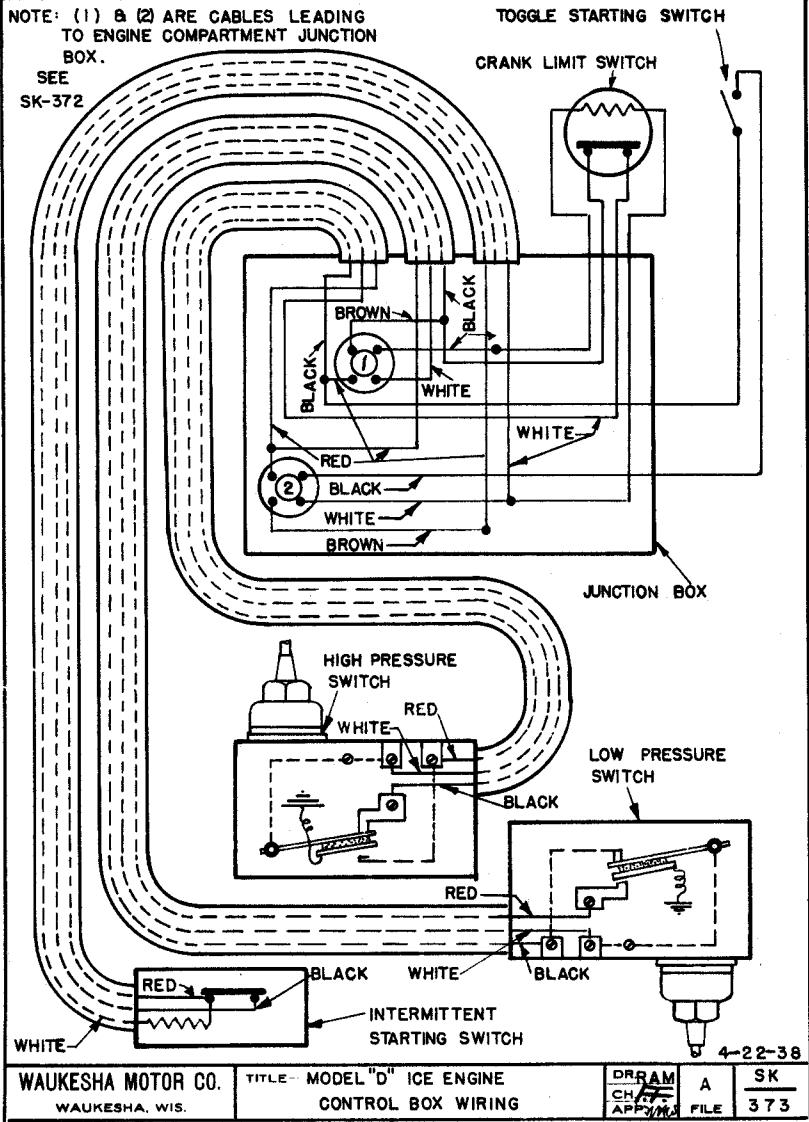 NOTE: (1) & (2) ARE CABLES LEADING
TO ENGINE COMPARTMENT JUNCTION
BOX.
SEE
SK-372
TOGGLE STARTING SWITCH
CRANK LIMIT SWITCH
BROWN
BLACK
BLACK
BLACK
1
WHITE
WHITE
RED
2
BLACK
WHITE
BROWN
JUNCTION BOX
HIGH PRESSURE
SWITCH
RED
WHITE
BLACK
LOW PRESSURE
SWITCH
RED
WHITE
BLACK
RED
BLACK
WHITE
INTERMITTENT
STARTING SWITCH
4-22-38
WAUKESHA MOTOR CO.
WAUKESHA, WIS.
TITLE- MODEL "D" ICE ENGINE
CONTROL BOX WIRING
DR. RAM
CH.
APP.
A
FILE
SK
373